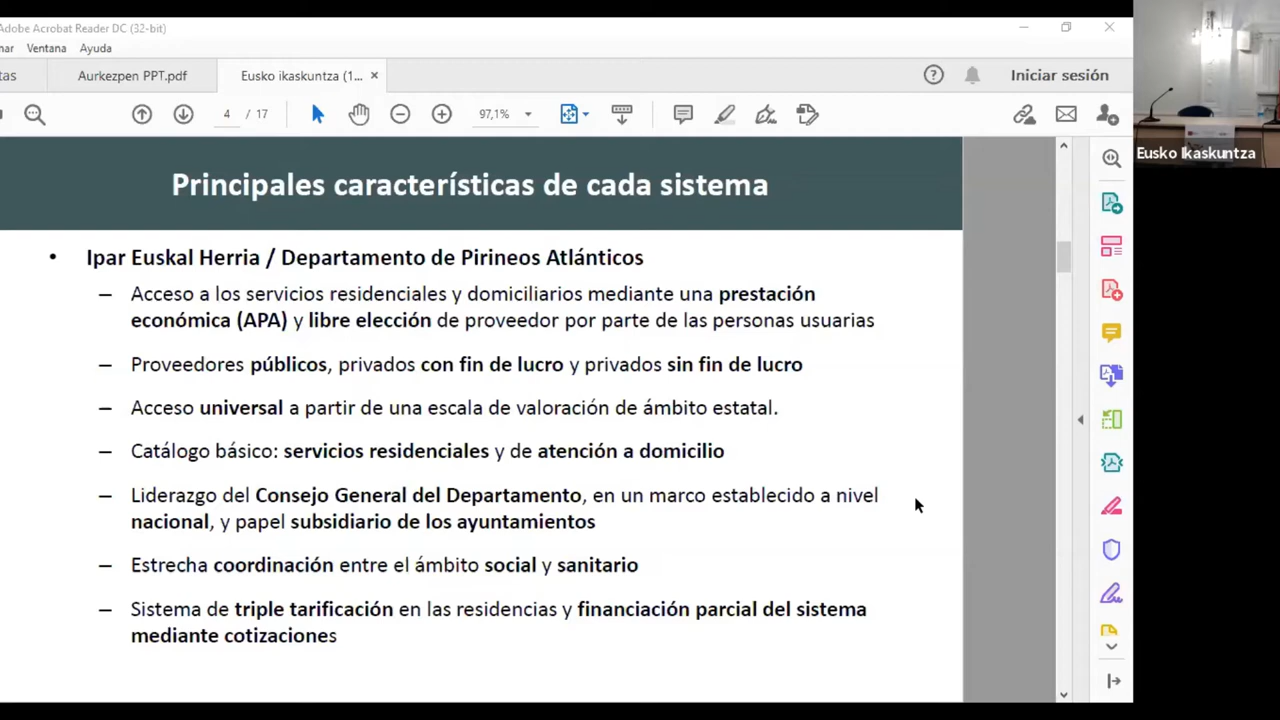 Adobe Acrobat Reader DC (32-bit)
nar Ventana Ayuda
tas Aurkezpen PPT.pdf Eusko ikaskuntza (1... Iniciar sesión
4 / 17 97,1%
Eusko Ikaskuntza
Principales características de cada sistema
• Ipar Euskal Herria / Departamento de Pirineos Atlánticos
– Acceso a los servicios residenciales y domiciliarios mediante una prestación
económica (APA) y libre elección de proveedor por parte de las personas usuarias
– Proveedores públicos, privados con fin de lucro y privados sin fin de lucro
– Acceso universal a partir de una escala de valoración de ámbito estatal.
– Catálogo básico: servicios residenciales y de atención a domicilio
– Liderazgo del Consejo General del Departamento, en un marco establecido a nivel
nacional, y papel subsidiario de los ayuntamientos
– Estrecha coordinación entre el ámbito social y sanitario
– Sistema de triple tarificación en las residencias y financiación parcial del sistema
mediante cotizaciones